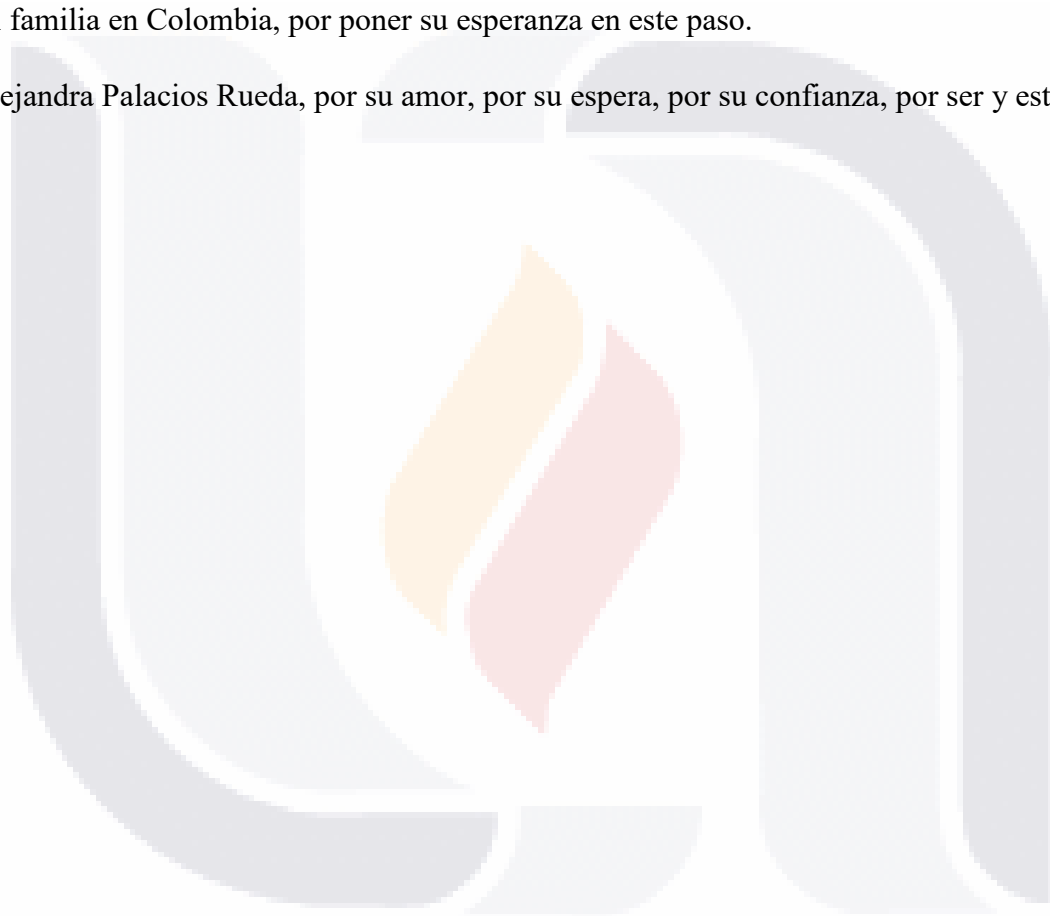 familia en Colombia, por poner su esperanza en este paso.
ejandra Palacios Rueda, por su amor, por su espera, por su confianza, por ser y est